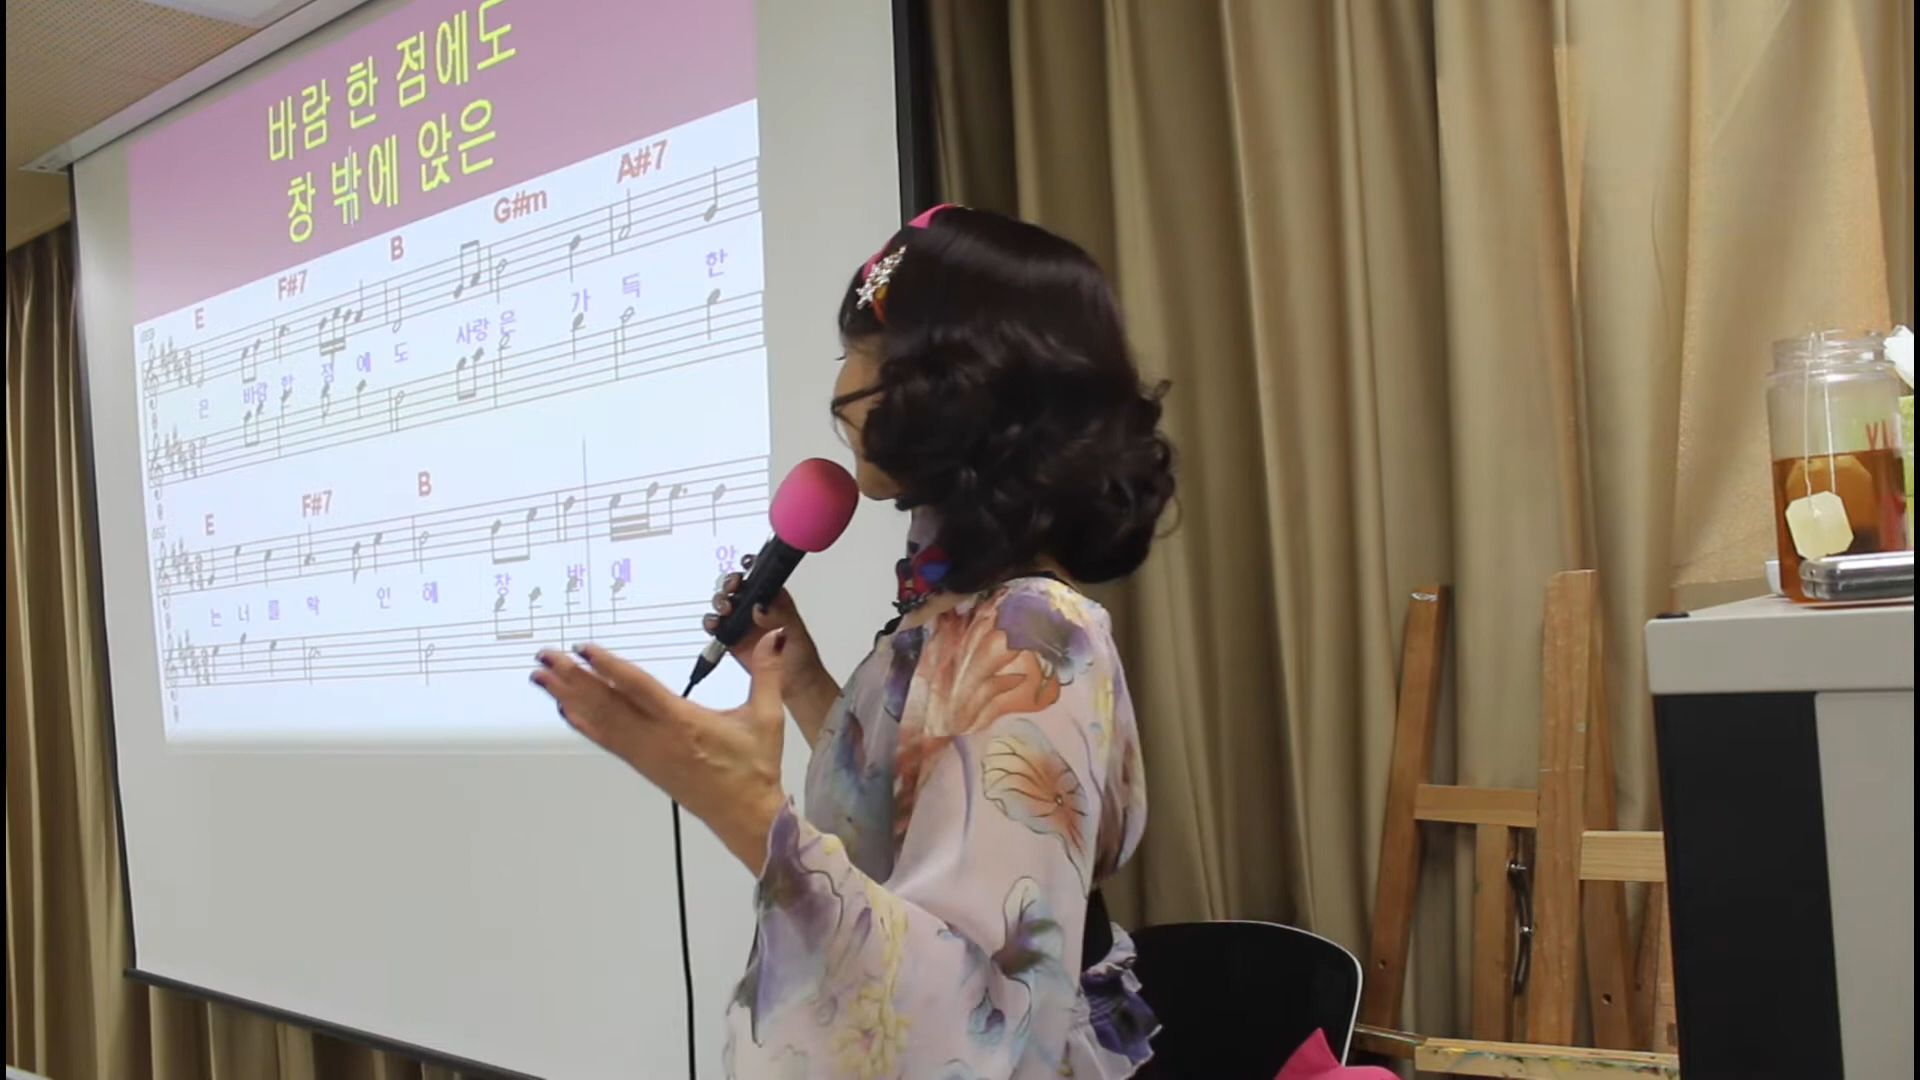 바람 한 점에도
창 밖에 앉은
E F#7 B G#m A#7
은 바람 한 점 에 도 사랑 은 가 득 한
E F#7 B
는 너 를 확 인 해 창 밖 에 앉